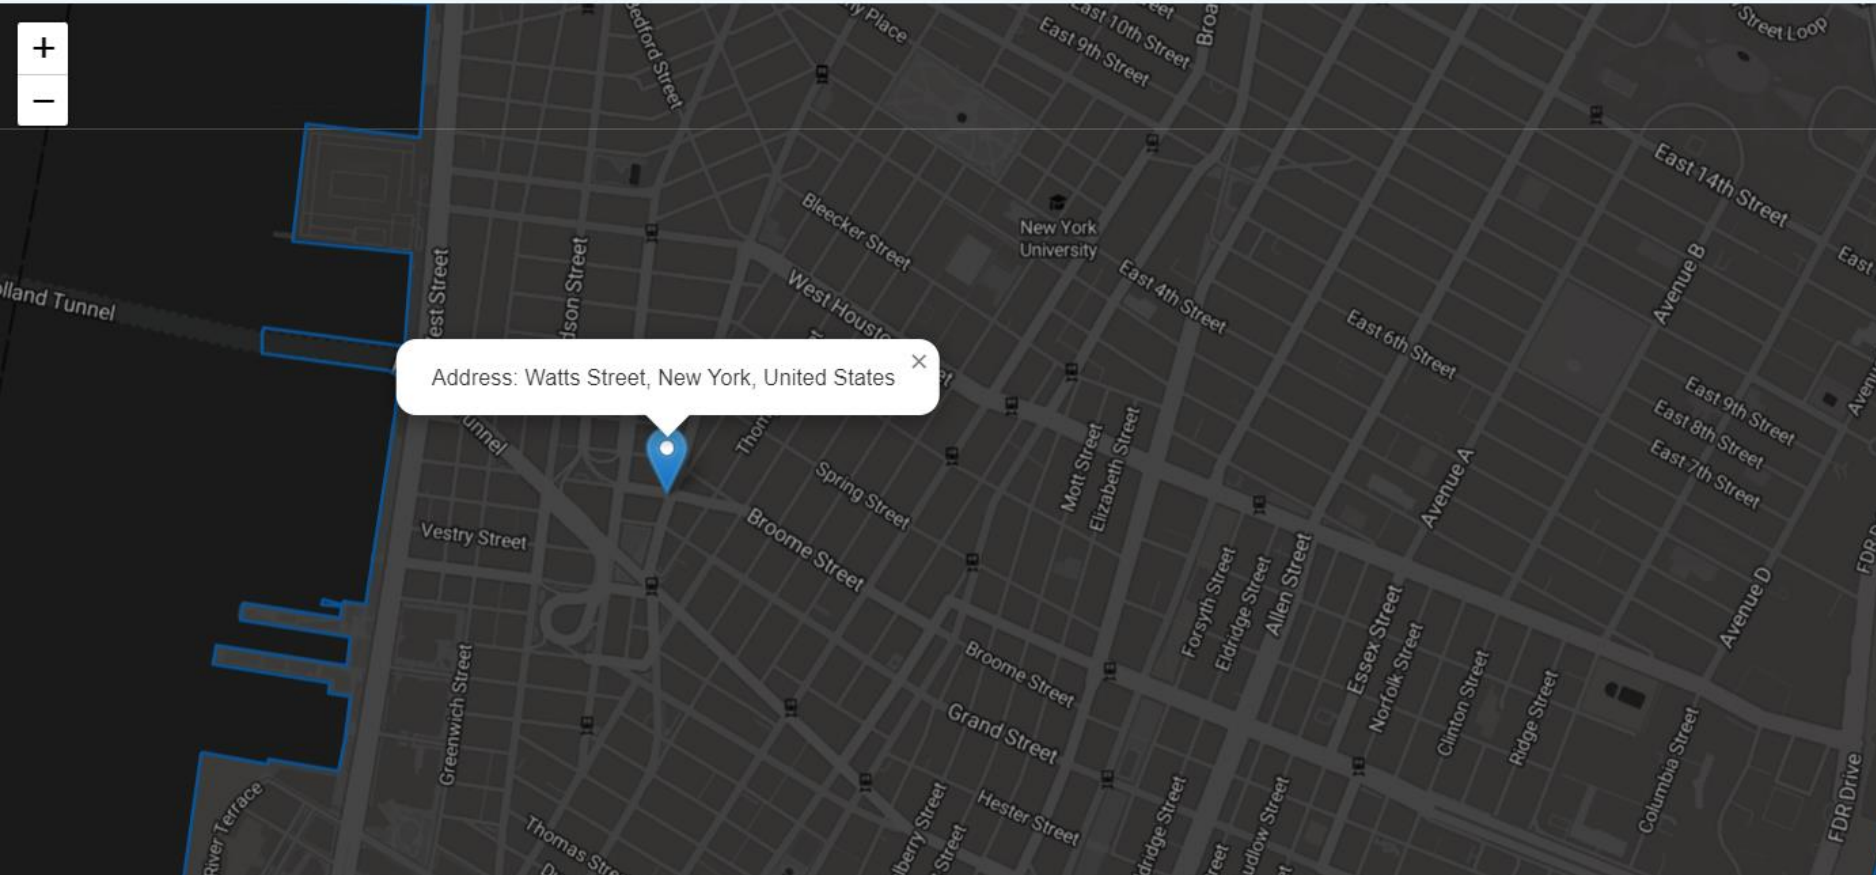 +
−
Bedford Street
East 10th Street
East 9th Street
Street Loop
East 14th Street
Bleecker Street
New York
University
East 4th Street
Avenue B
East 6th Street
Holland Tunnel
West Houston
Address: Watts Street, New York, United States
×
Mott Street
Elizabeth Street
Spring Street
Avenue A
East 9th Street
East 8th Street
East 7th Street
Vestry Street
Broome Street
Forsyth Street
Eldridge Street
Allen Street
Essex Street
Norfolk Street
Avenue D
Greenwich Street
Broome Street
Clinton Street
Ridge Street
Grand Street
Columbia Street
FDR Drive
River Terrace
Hester Street
Thomas